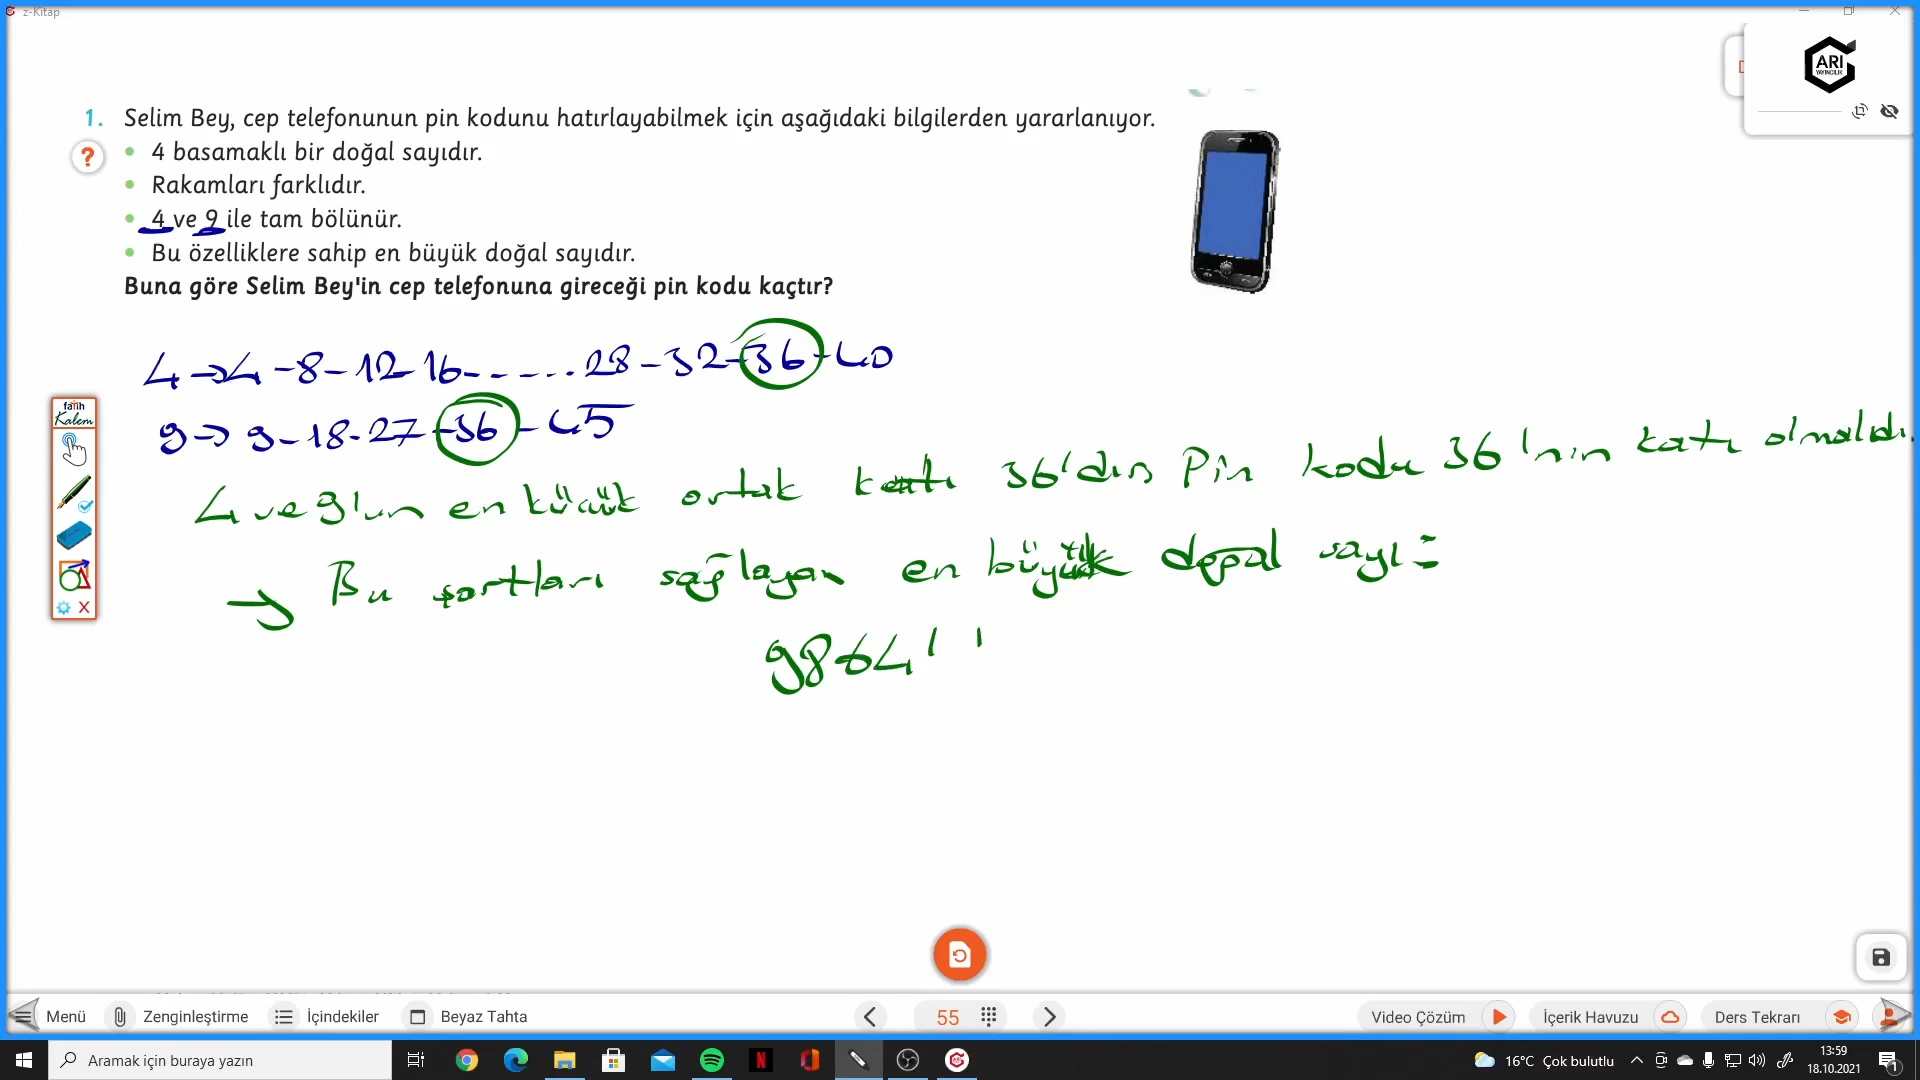 z-Kitap
ARI
YAYINCILIK
1. Selim Bey, cep telefonunun pin kodunu hatırlayabilmek için aşağıdaki bilgilerden yararlanıyor.
?
• 4 basamaklı bir doğal sayıdır.
• Rakamları farklıdır.
• 4 ve 9 ile tam bölünür.
• Bu özelliklere sahip en büyük doğal sayıdır.
Buna göre Selim Bey'in cep telefonuna gireceği pin kodu kaçtır?
4 → 4 - 8 - 12 - 16 - - . . . . . 28 - 32 - 36 - 40
9 → 9 - 18 - 27 - 36 - 45
fatih
Kalem
4 ve 9'un en küçük ortak katı 36'dır. Pin kodu 36'nın katı olmalıdır.
→ Bu şartları sağlayan en büyük doğal sayı =
9864' '
Menü
Zenginleştirme
İçindekiler
Beyaz Tahta
55
Video Çözüm
İçerik Havuzu
Ders Tekrarı
Aramak için buraya yazın
16°C Çok bulutlu
13:59
18.10.2021
1